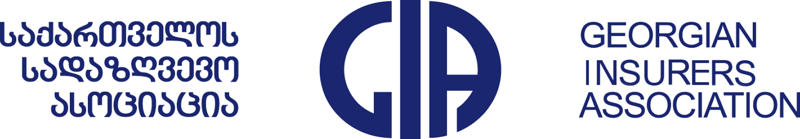 საქართველოს
სადაზღვევო
ასოციაცია
GIA
GEORGIAN
INSURERS
ASSOCIATION